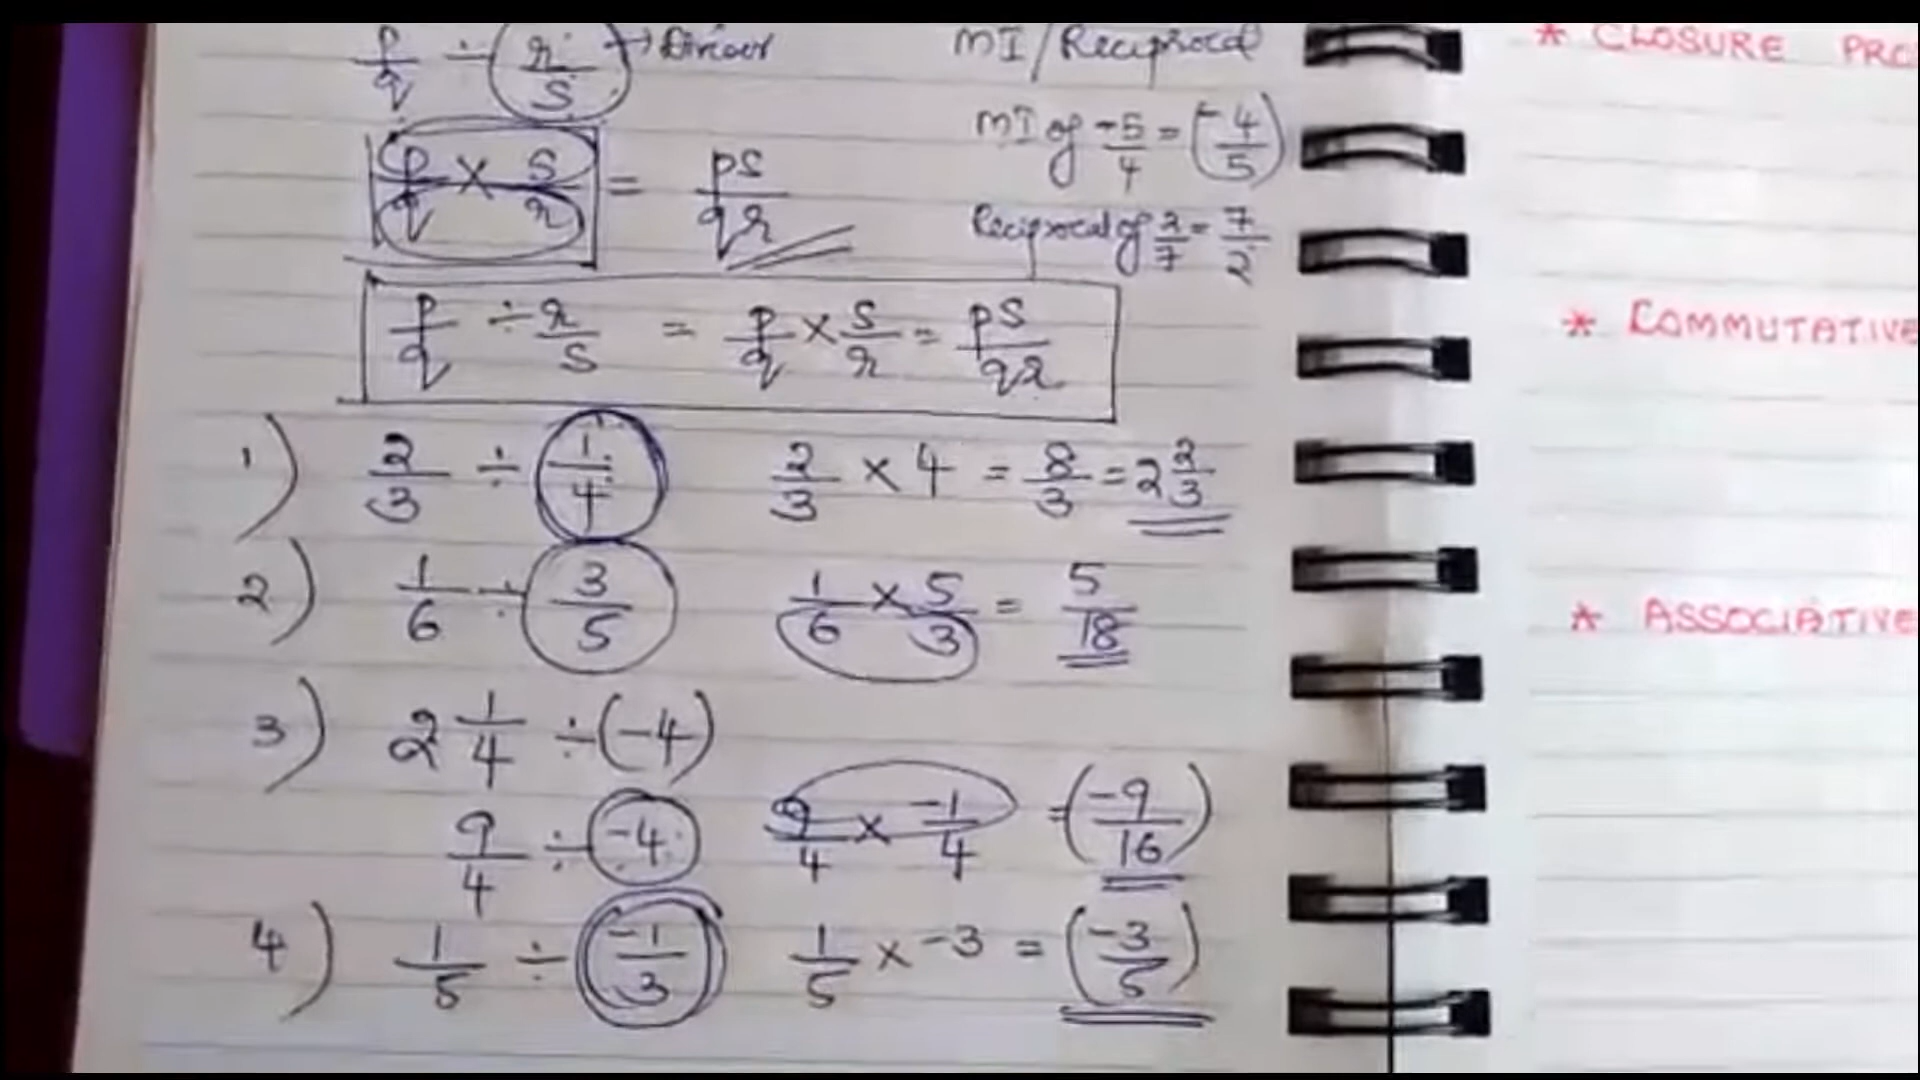 p/q ÷ r/s → Divisor
MI / Reciprocal
MI of -5/4 = (-4/5)
p/q × s/r = ps/qr
Reciprocal of 2/7 = 7/2
p/q ÷ r/s = p/q × s/r = ps/qr
1) 2/3 ÷ 1/4 2/3 × 4 = 8/3 = 2 2/3
2) 1/6 ÷ 3/5 1/6 × 5/3 = 5/18
3) 2 1/4 ÷ (-4)
9/4 ÷ -4 9/4 × -1/4 = (-9/16)
4) 1/5 ÷ -1/3 1/5 × -3 = (-3/5)
* CLOSURE
* COMMUTATIVE
* ASSOCIATIVE